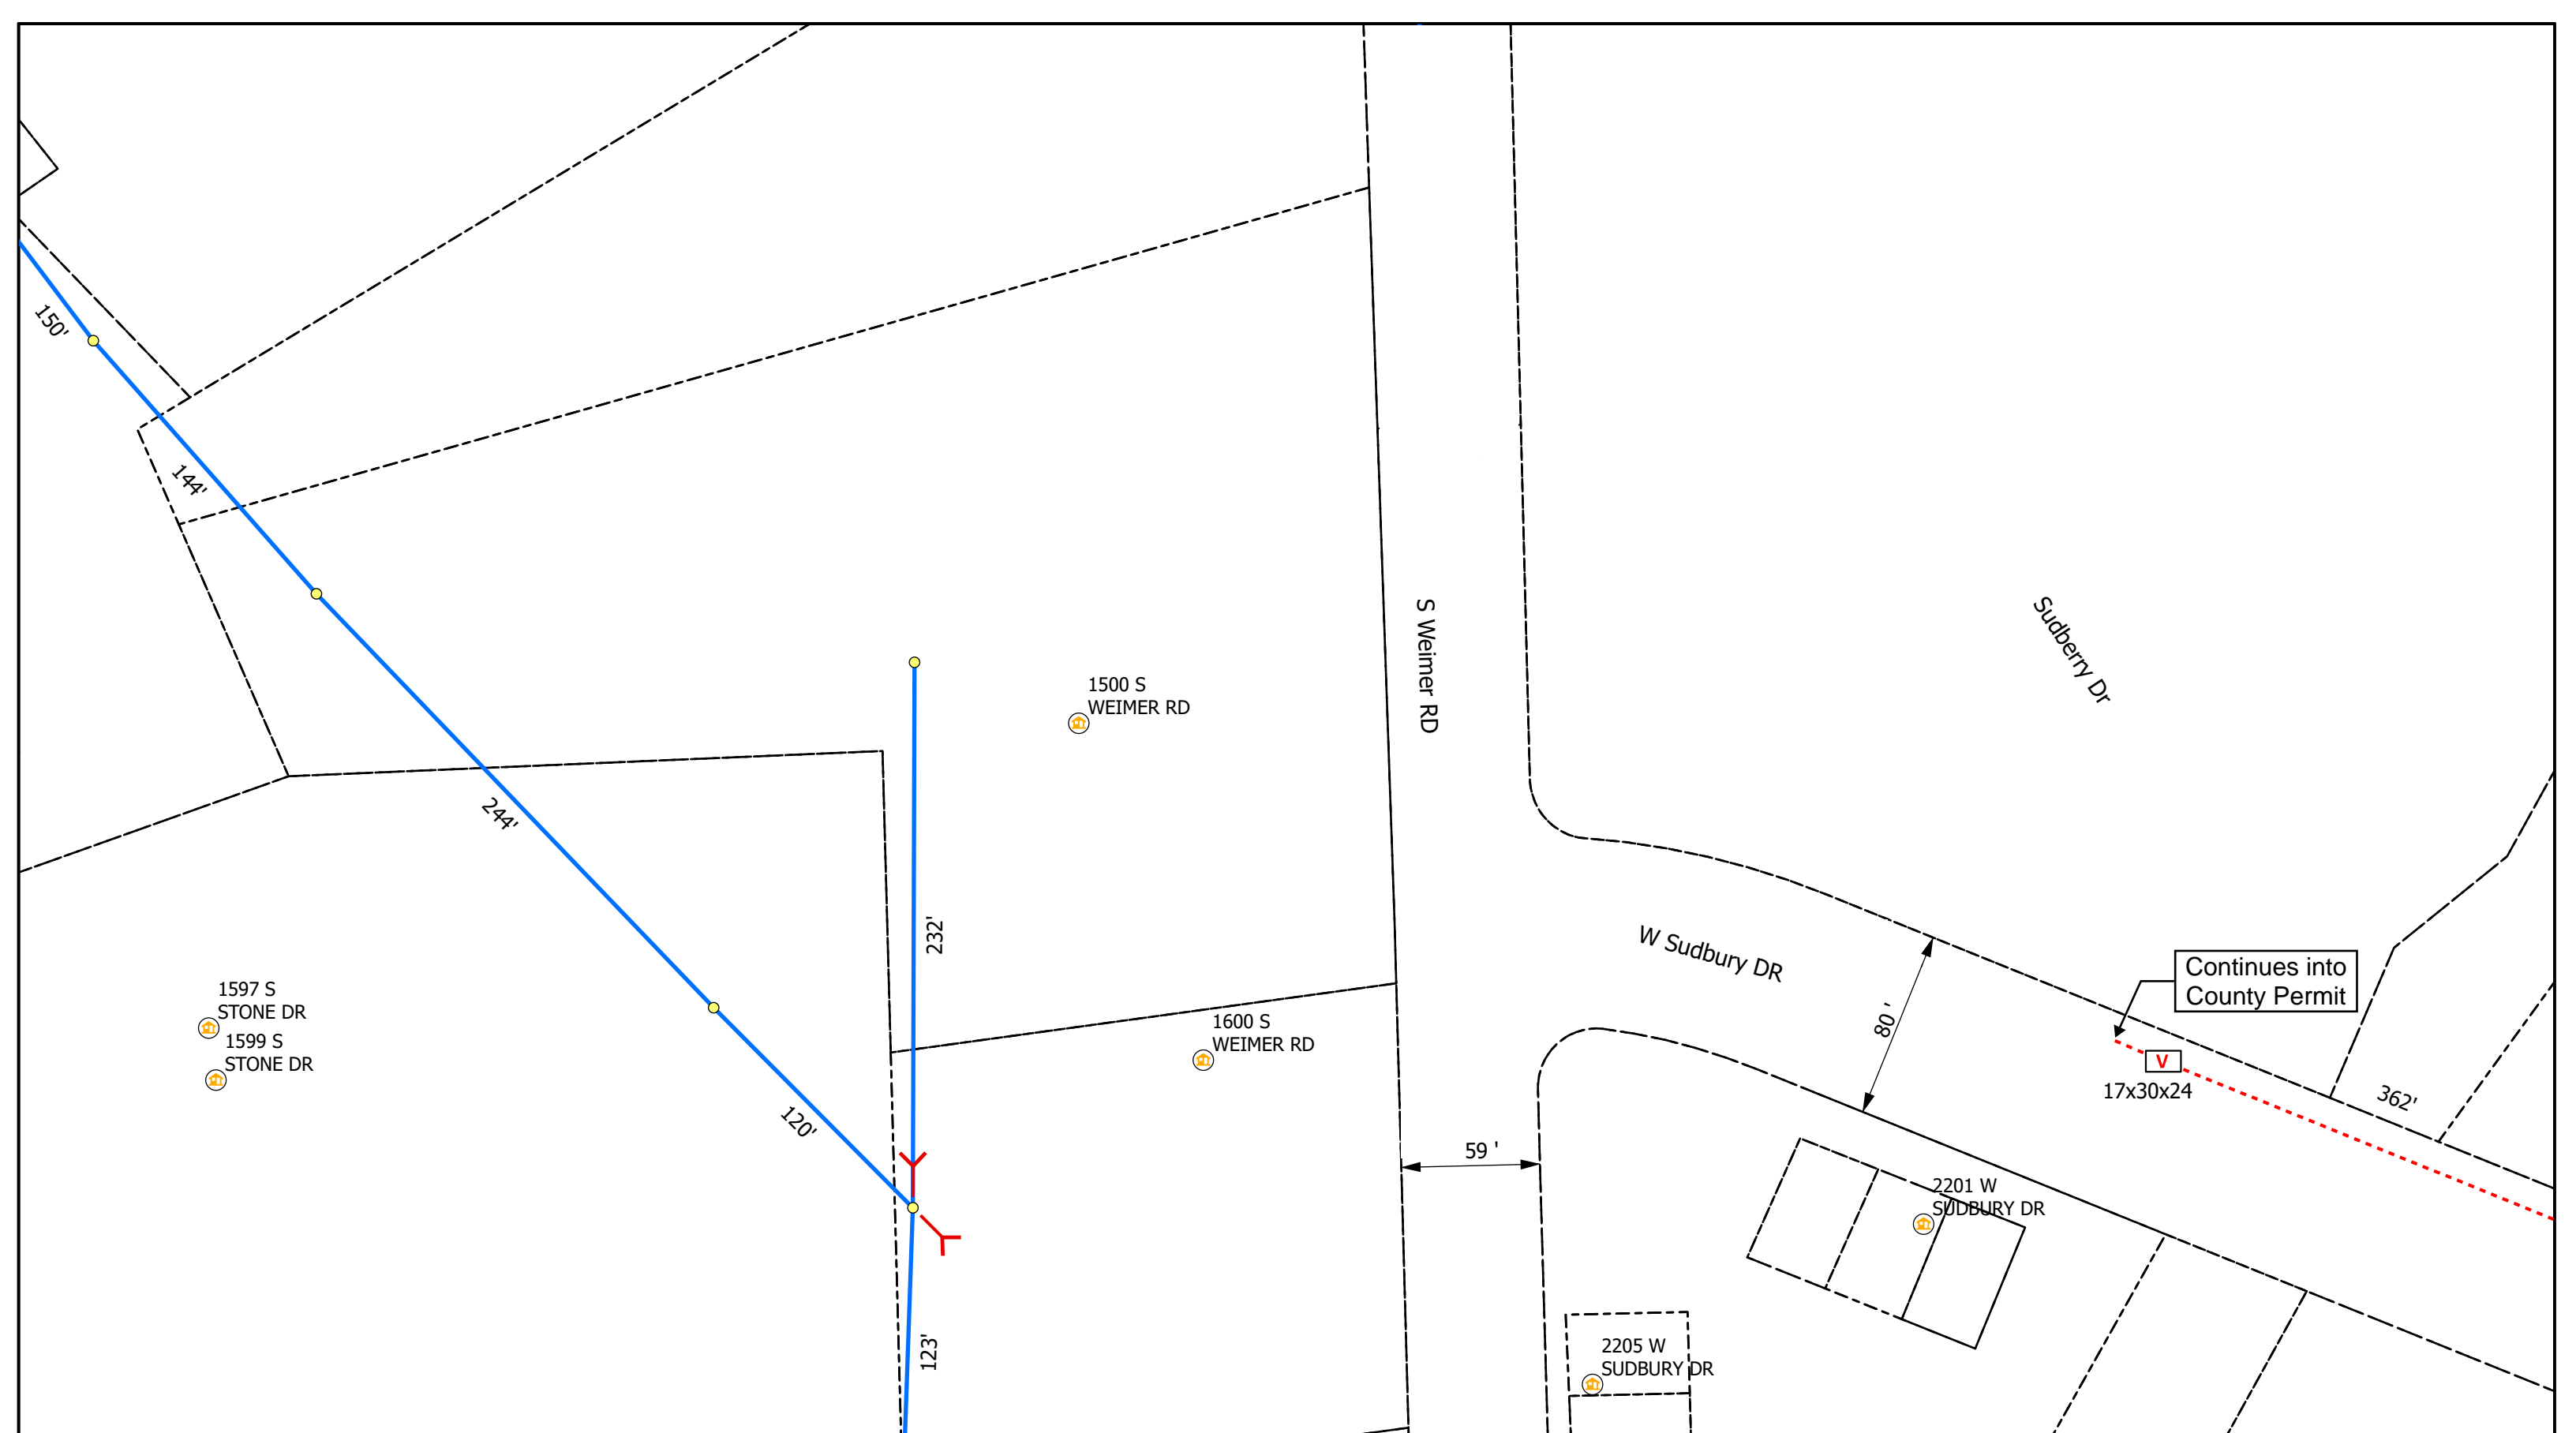 150'
144'
244'
120'
232'
123'
1500 S
WEIMER RD
S Weimer RD
Sudberry Dr
W Sudbury DR
80 '
Continues into
County Permit
V
17x30x24
362'
1597 S
STONE DR
1599 S
STONE DR
1600 S
WEIMER RD
59 '
2201 W
SUDBURY DR
2205 W
SUDBURY DR